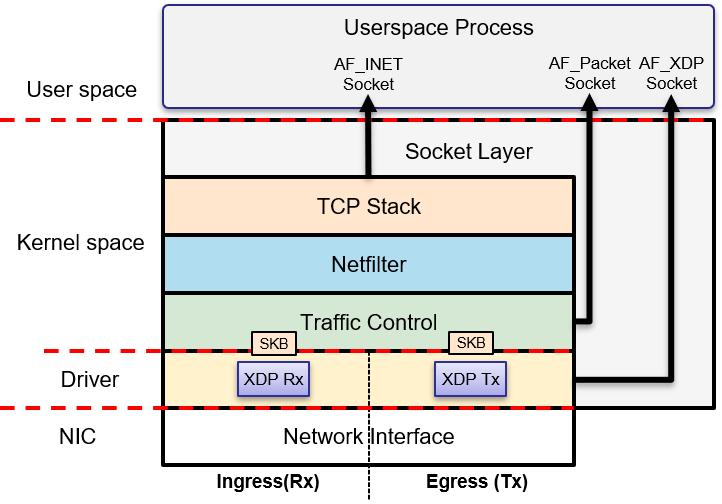 Userspace Process
AF_INET
Socket
AF_Packet
Socket
AF_XDP
Socket
User space
Socket Layer
TCP Stack
Kernel space
Netfilter
Traffic Control
SKB
SKB
Driver
XDP Rx
XDP Tx
NIC
Network Interface
Ingress(Rx)
Egress (Tx)